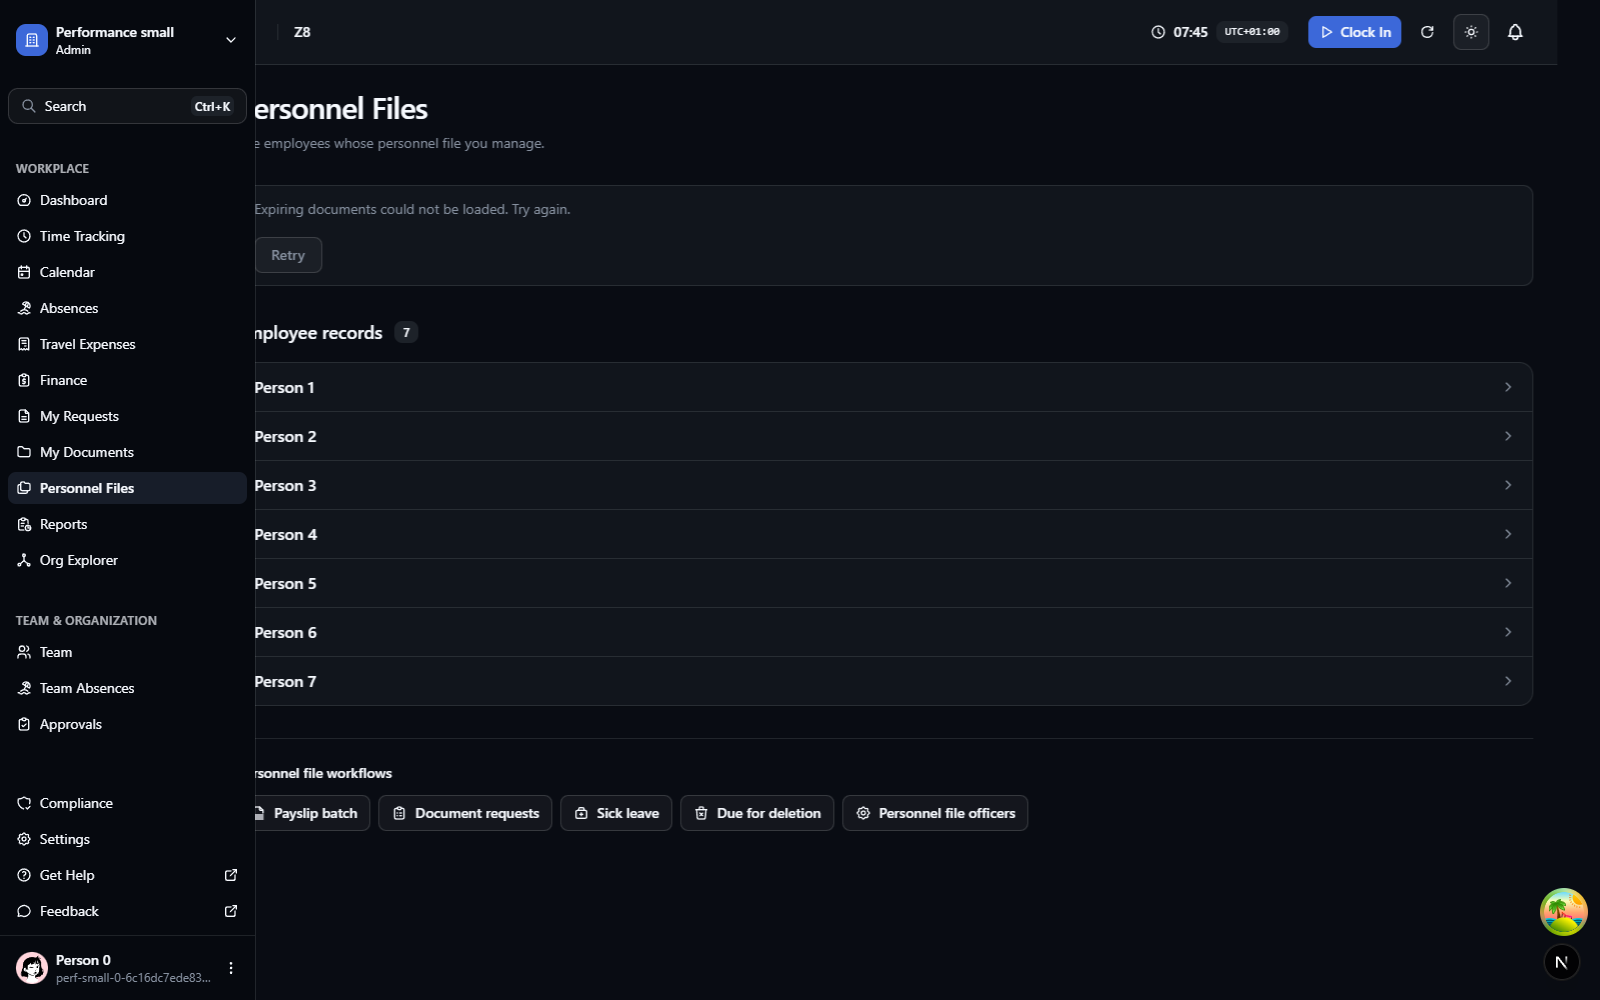 Performance small
Admin
Search
Ctrl+K
WORKPLACE
Dashboard
Time Tracking
Calendar
Absences
Travel Expenses
Finance
My Requests
My Documents
Personnel Files
Reports
Org Explorer
TEAM & ORGANIZATION
Team
Team Absences
Approvals
Compliance
Settings
Get Help
Feedback
Person 0
perf-small-0-6c16dc7ede83...
Z8
07:45
UTC+01:00
Clock In
ersonnel Files
e employees whose personnel file you manage.
Expiring documents could not be loaded. Try again.
Retry
nployee records 7
Person 1
Person 2
Person 3
Person 4
Person 5
Person 6
Person 7
rsonnel file workflows
Payslip batch
Document requests
Sick leave
Due for deletion
Personnel file officers
N